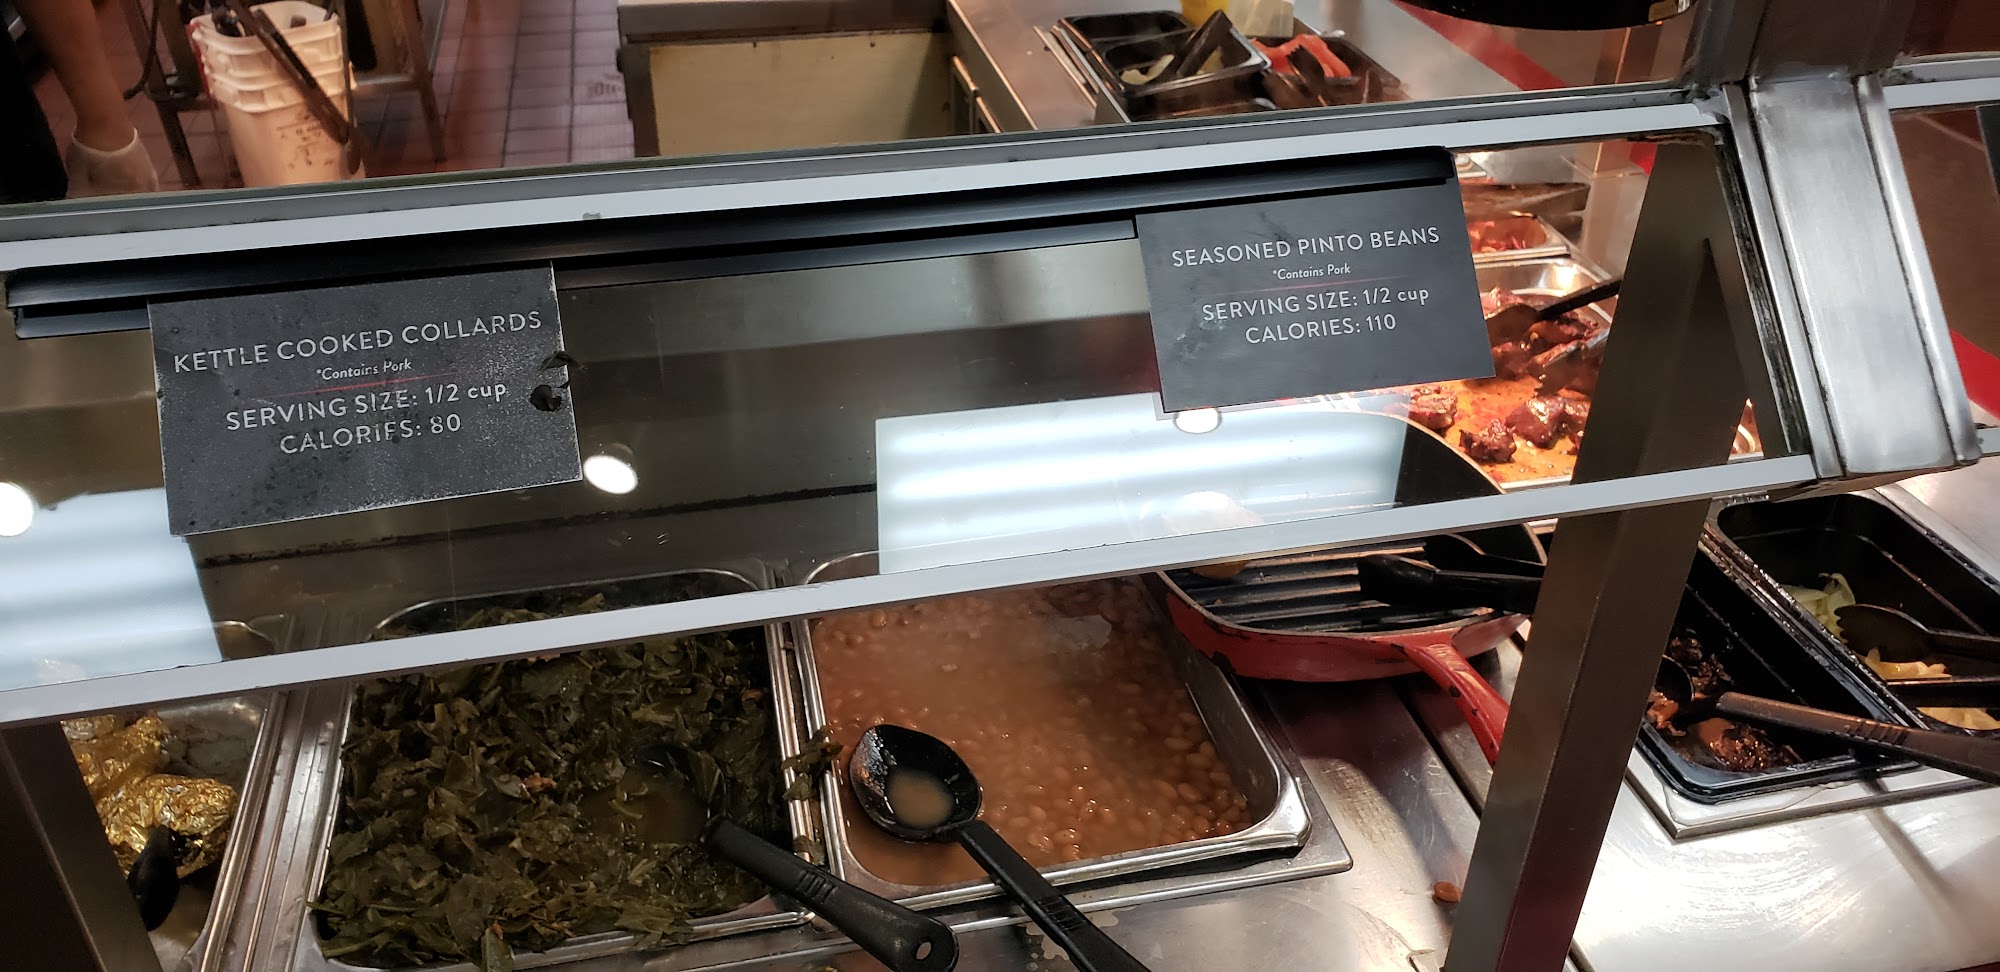 KETTLE COOKED COLLARDS
*Contains Pork
SERVING SIZE: 1/2 cup
CALORIES: 80
SEASONED PINTO BEANS
*Contains Pork
SERVING SIZE: 1/2 cup
CALORIES: 110